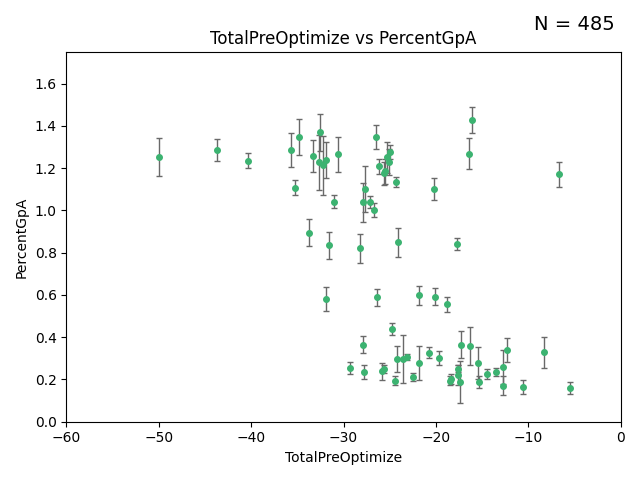 N = 485
TotalPreOptimize vs PercentGpA
PercentGpA
1.6
1.4
1.2
1.0
0.8
0.6
0.4
0.2
0.0
−60 −50 −40 −30 −20 −10 0
TotalPreOptimize